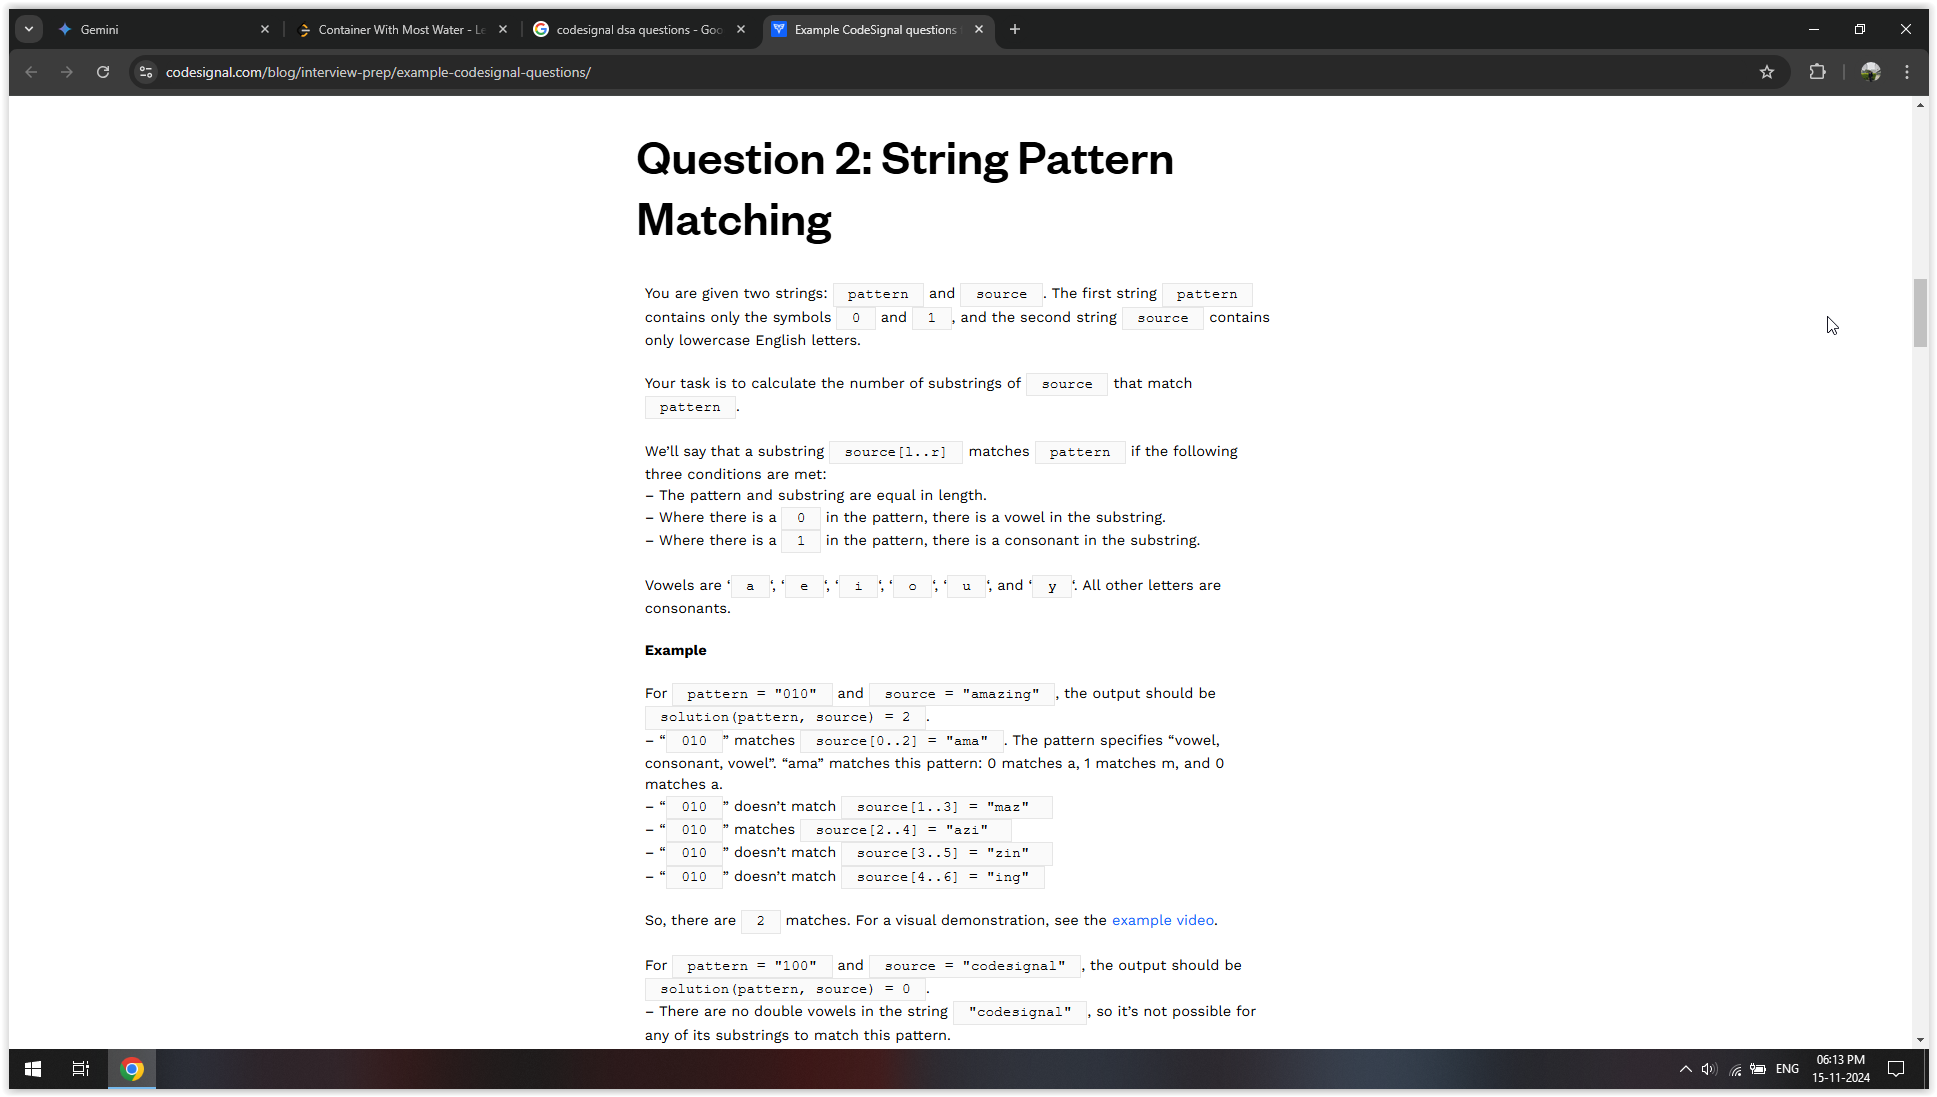 Gemini
Container With Most Water - Le
codesignal dsa questions - Goo
Example CodeSignal questions
codesignal.com/blog/interview-prep/example-codesignal-questions/
Question 2: String Pattern
Matching
You are given two strings: pattern and source . The first string pattern
contains only the symbols 0 and 1 , and the second string source contains
only lowercase English letters.
Your task is to calculate the number of substrings of source that match
pattern .
We’ll say that a substring source[l..r] matches pattern if the following
three conditions are met:
– The pattern and substring are equal in length.
– Where there is a 0 in the pattern, there is a vowel in the substring.
– Where there is a 1 in the pattern, there is a consonant in the substring.
Vowels are ‘ a ‘, ‘ e ‘, ‘ i ‘, ‘ o ‘, ‘ u ‘, and ‘ y ‘. All other letters are
consonants.
Example
For pattern = "010" and source = "amazing" , the output should be
solution(pattern, source) = 2 .
– “ 010 ” matches source[0..2] = "ama" . The pattern specifies “vowel,
consonant, vowel”. “ama” matches this pattern: 0 matches a, 1 matches m, and 0
matches a.
– “ 010 ” doesn’t match source[1..3] = "maz"
– “ 010 ” matches source[2..4] = "azi"
– “ 010 ” doesn’t match source[3..5] = "zin"
– “ 010 ” doesn’t match source[4..6] = "ing"
So, there are 2 matches. For a visual demonstration, see the example video.
For pattern = "100" and source = "codesignal" , the output should be
solution(pattern, source) = 0 .
– There are no double vowels in the string "codesignal" , so it’s not possible for
any of its substrings to match this pattern.
ENG
06:13 PM
15-11-2024